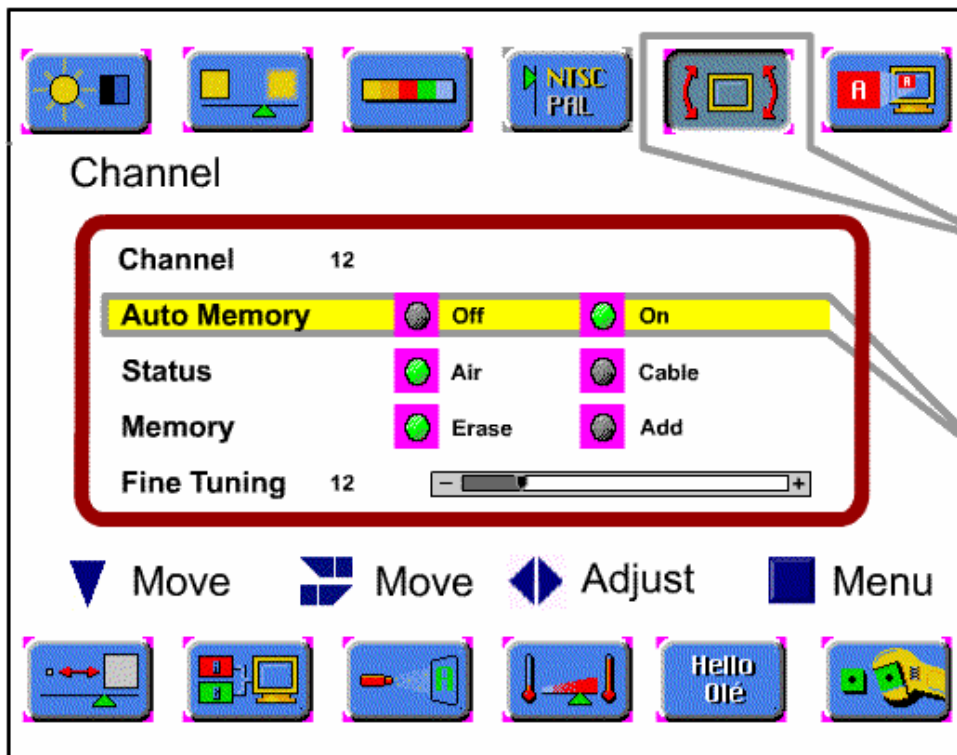 NTSC
PAL
A
A
Channel
Channel 12
Auto Memory Off On
Status Air Cable
Memory Erase Add
Fine Tuning 12 − +
Move Move Adjust Menu
A
Hello
Olé